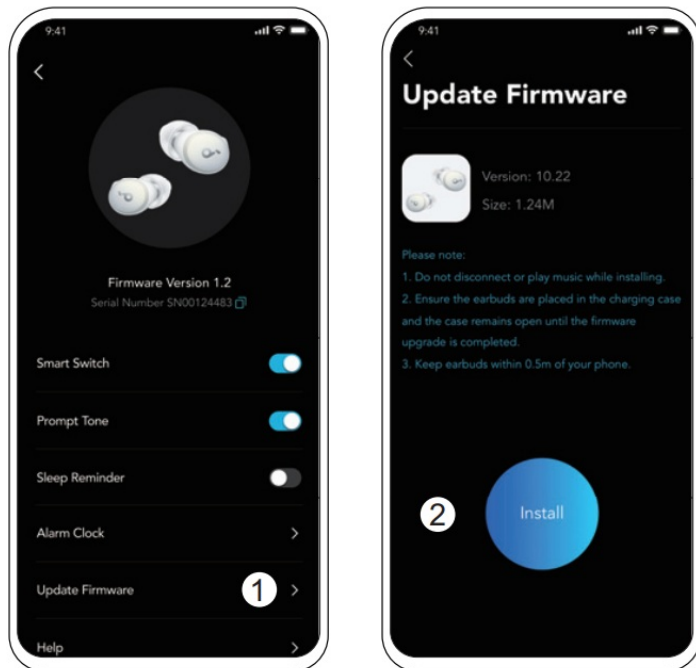 9:41
Firmware Version 1.2
Serial Number SN00124483
Smart Switch
Prompt Tone
Sleep Reminder
Alarm Clock
Update Firmware
1
Help
9:41
Update Firmware
Version: 10.22
Size: 1.24M
Please note:
1. Do not disconnect or play music while installing.
2. Ensure the earbuds are placed in the charging case
and the case remains open until the firmware
upgrade is completed.
3. Keep earbuds within 0.5m of your phone.
2
Install